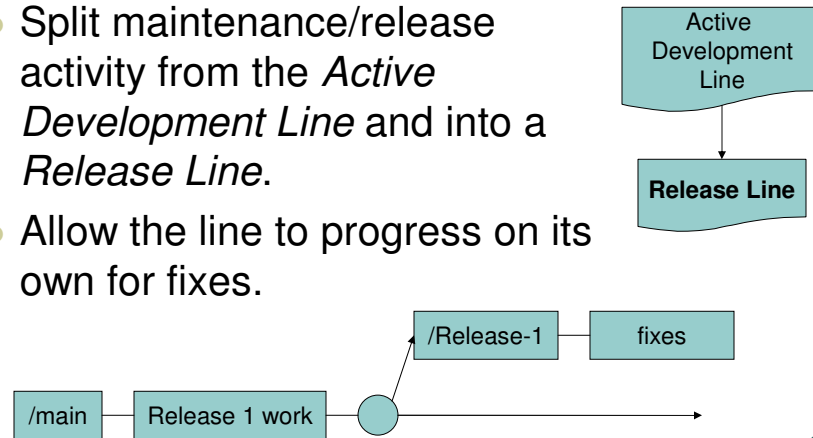 Split maintenance/release
activity from the Active
Development Line and into a
Release Line.
Allow the line to progress on its
own for fixes.
Active
Development
Line
Release Line
/Release-1
fixes
/main
Release 1 work